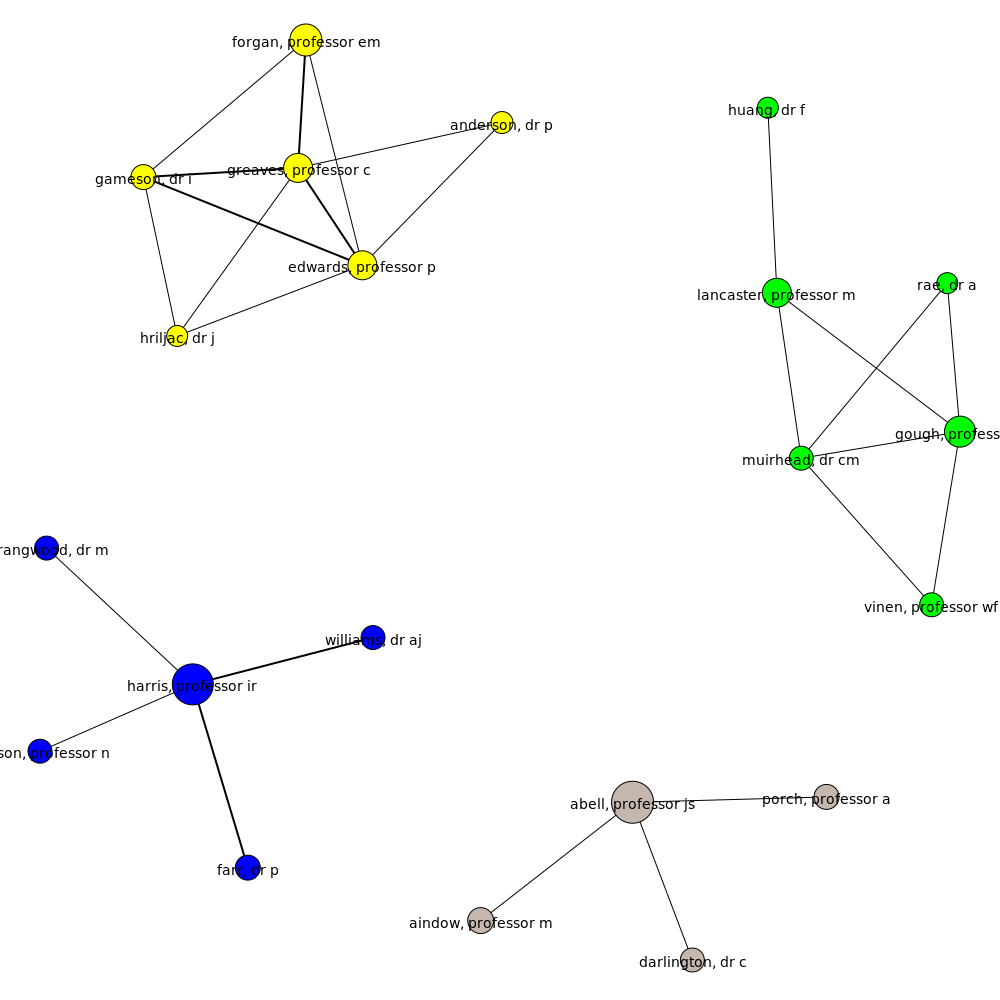 forgan, professor em
huang, dr f
anderson, dr p
greaves, professor c
gameson, dr i
edwards, professor p
rae, dr a
lancaster, professor m
hriljac, dr j
gough, profess
muirhead, dr cm
rangwood, dr m
vinen, professor wf
williams, dr aj
harris, professor ir
son, professor n
porch, professor a
abell, professor js
farr, dr p
aindow, professor m
darlington, dr c